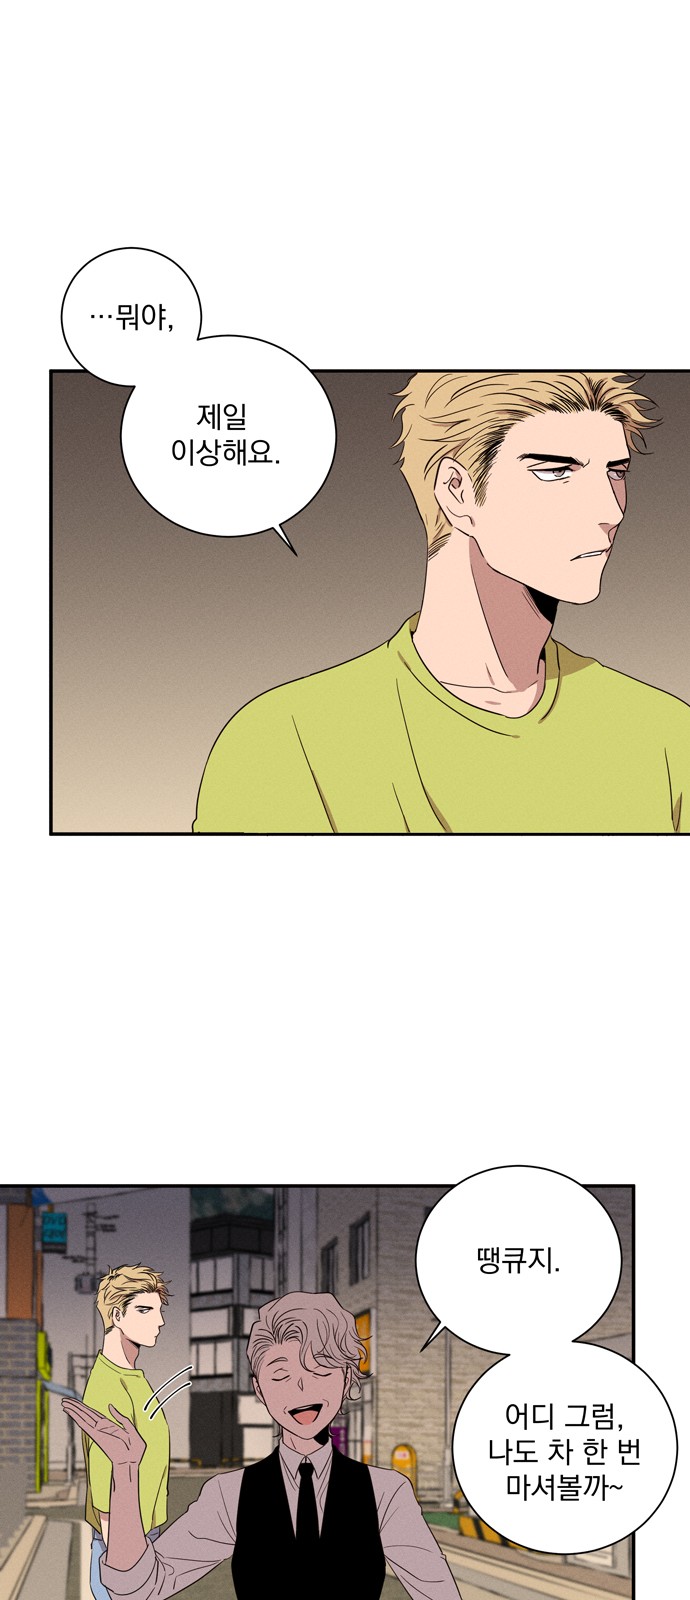 …뭐야,
제일
이상해요.
땡큐지.
어디 그럼,
나도 차 한 번
마셔볼까~